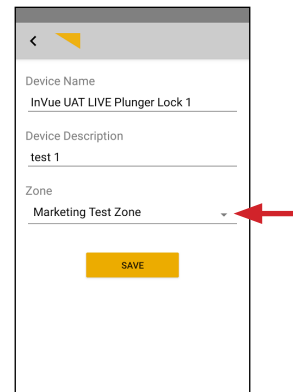 Device Name
InVue UAT LIVE Plunger Lock 1
Device Description
test 1
Zone
Marketing Test Zone
SAVE